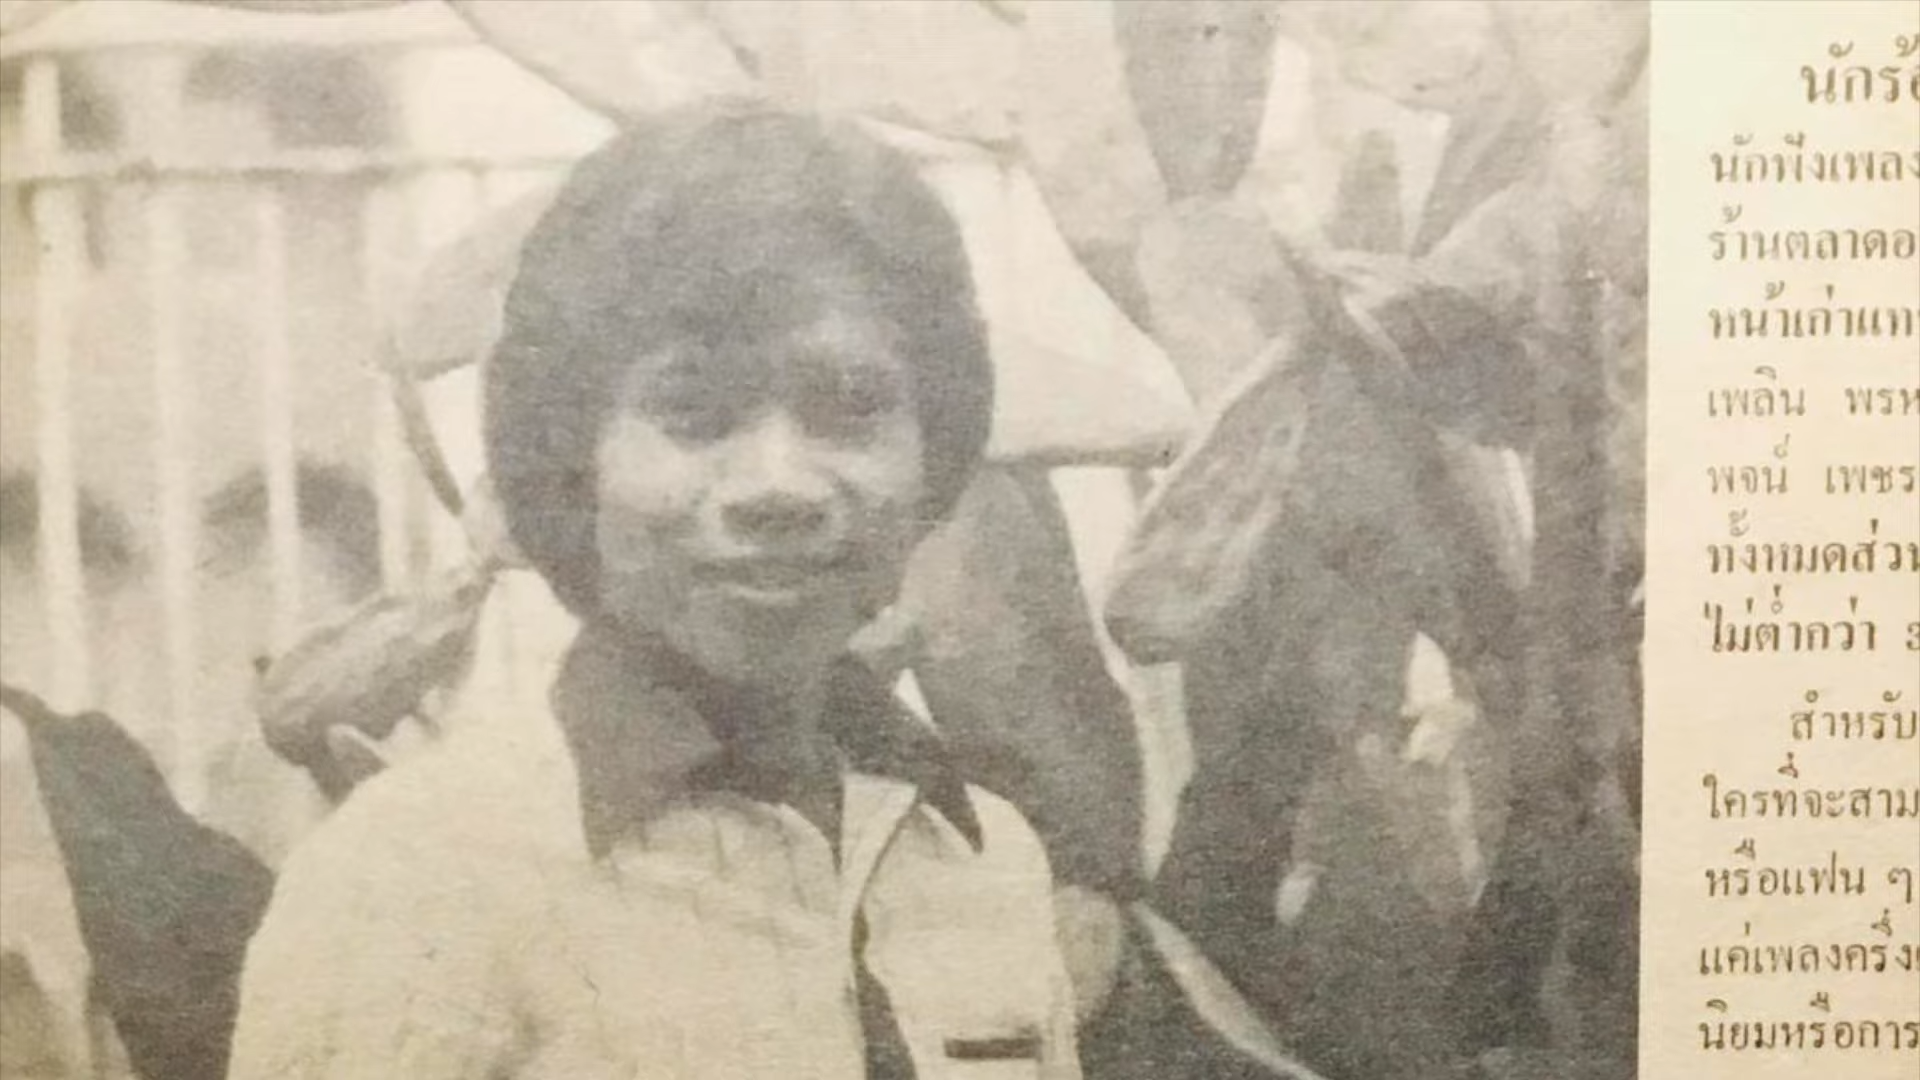 นักร้อ
นักฟังเพลง
ร้านตลาดอ
หน้าเก่าแท
เพลิน พรห
พจน์ เพชร
ทั้งหมดส่วน
ไม่ต่ำกว่า 3
สำหรับ
ใครที่จะสาม
หรือแฟน ๆ
แค่เพลงครึ่ง
นิยมหรือการ